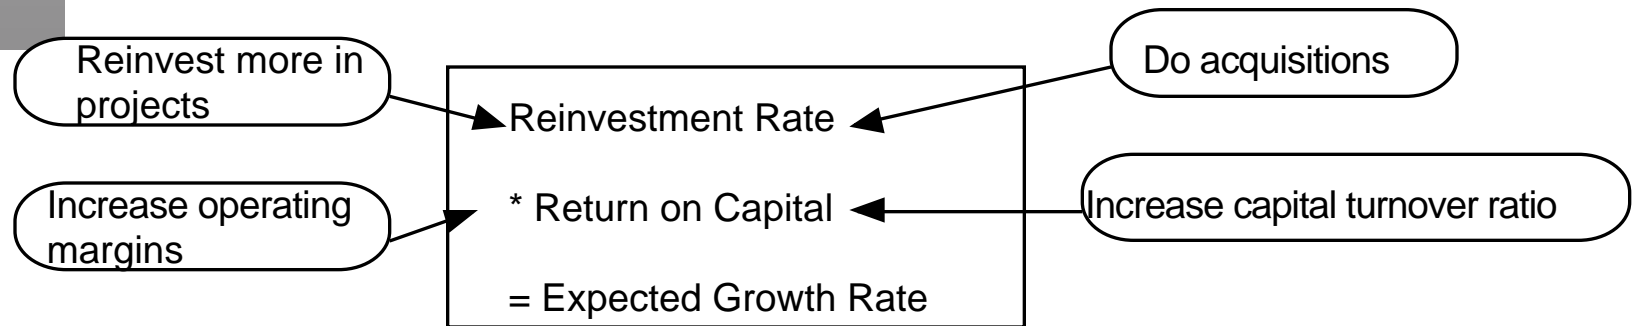 Reinvest more in
projects
Do acquisitions
Reinvestment Rate
Increase operating
margins
* Return on Capital
Increase capital turnover ratio
= Expected Growth Rate